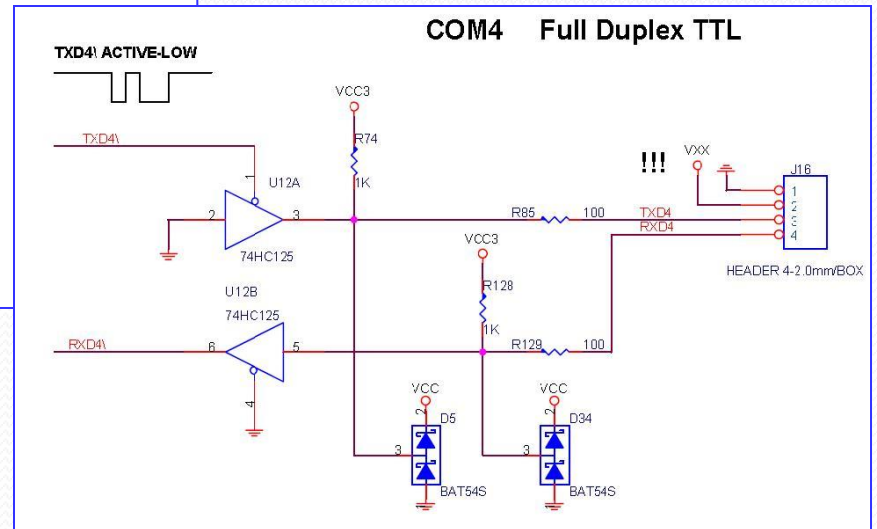 COM4 Full Duplex TTL
TXD4\ ACTIVE-LOW
VCC3
TXD4\
R74
1K
1
U12A
2
3
74HC125
!!!
VXX
J16
1
2
3
4
R85
100
TXD4
RXD4
HEADER 4-2.0mm/BOX
VCC3
R128
1K
U12B
74HC125
RXD4\
6
5
4
R129
100
VCC
2
D5
3
BAT54S
VCC
2
D34
3
BAT54S